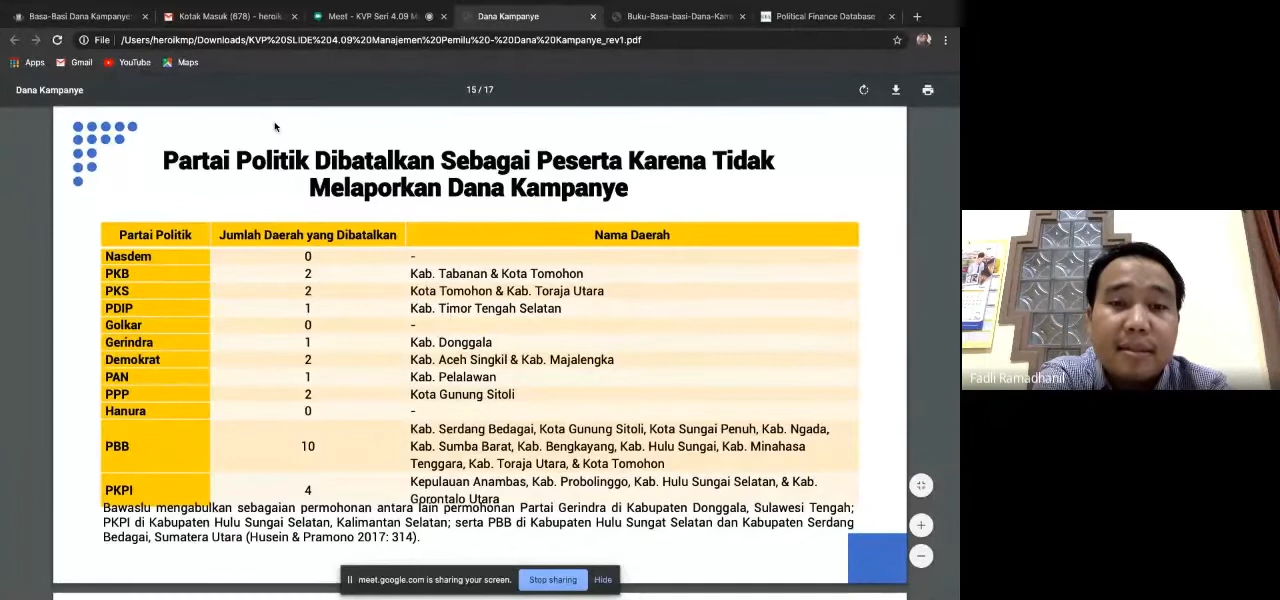 Basa-Basi Dana Kampanye:
Kotak Masuk (678) - heroik.
Meet - KVP Seri 4.09 M
Dana Kampanye
Buku-Basa-basi-Dana-Kam
Political Finance Database
File
/Users/heroikmp/Downloads/KVP%20SLIDE%204.09%20Manajemen%20Pemilu%20-%20Dana%20Kampanye_rev1.pdf
Apps
Gmail
YouTube
Maps
Dana Kampanye
15 / 17
Partai Politik Dibatalkan Sebagai Peserta Karena Tidak
Melaporkan Dana Kampanye
Partai Politik Jumlah Daerah yang Dibatalkan Nama Daerah
Nasdem 0 -
PKB 2 Kab. Tabanan & Kota Tomohon
PKS 2 Kota Tomohon & Kab. Toraja Utara
PDIP 1 Kab. Timor Tengah Selatan
Golkar 0 -
Gerindra 1 Kab. Donggala
Demokrat 2 Kab. Aceh Singkil & Kab. Majalengka
PAN 1 Kab. Pelalawan
PPP 2 Kota Gunung Sitoli
Hanura 0 -
PBB 10 Kab. Serdang Bedagai, Kota Gunung Sitoli, Kota Sungai Penuh, Kab. Ngada,
Kab. Sumba Barat, Kab. Bengkayang, Kab. Hulu Sungai, Kab. Minahasa
Tenggara, Kab. Toraja Utara, & Kota Tomohon
PKPI 4 Kepulauan Anambas, Kab. Probolinggo, Kab. Hulu Sungai Selatan, & Kab.
Gorontalo Utara
Bawaslu mengabulkan sebagaian permohonan antara lain permohonan Partai Gerindra di Kabupaten Donggala, Sulawesi Tengah;
PKPI di Kabupaten Hulu Sungai Selatan, Kalimantan Selatan; serta PBB di Kabupaten Hulu Sungat Selatan dan Kabupaten Serdang
Bedagai, Sumatera Utara (Husein & Pramono 2017: 314).
meet.google.com is sharing your screen.
Stop sharing
Hide
Fadli Ramadhanil